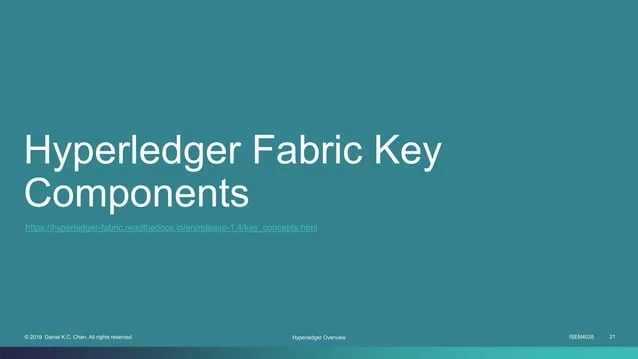 Hyperledger Fabric Key
Components
https://hyperledger-fabric.readthedocs.io/en/release-1.4/key_concepts.html
© 2019 Daniel K.C. Chan. All rights reserved.
Hyperledger Overview
ISEM4035
21